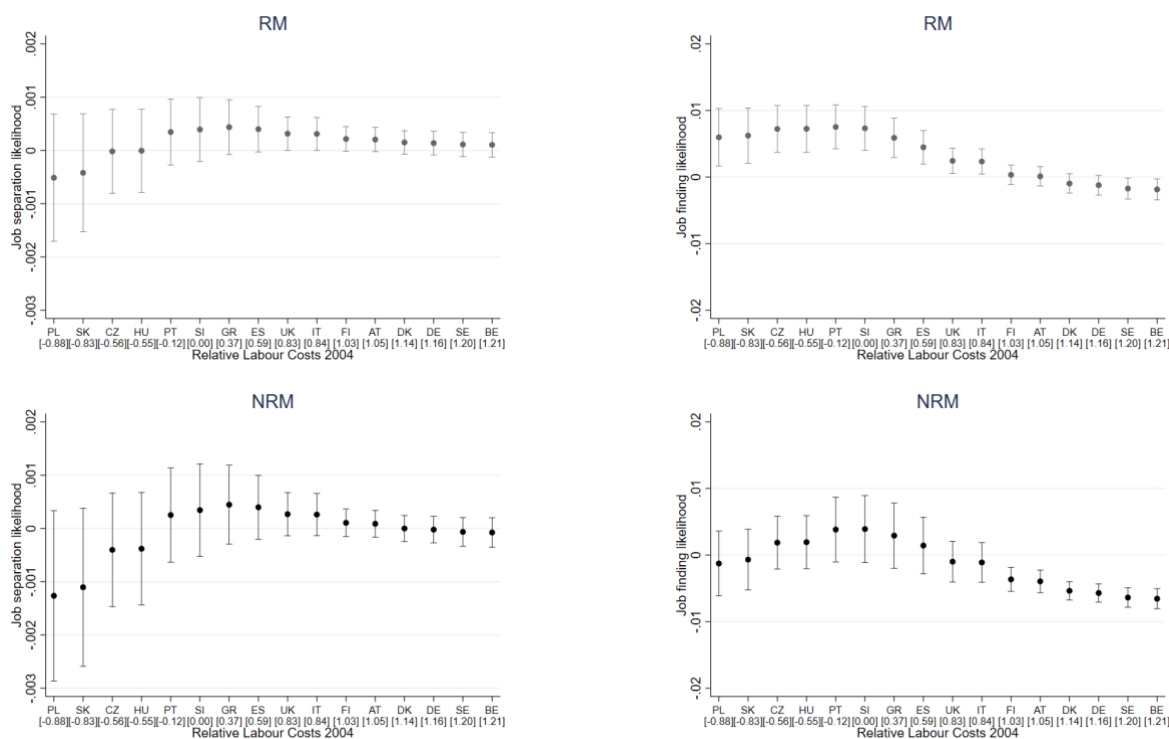 RM
Job separation likelihood
.002
.001
0
-.001
-.002
-.003
PL SK CZ HU PT SI GR ES UK IT FI AT DK DE SE BE
[-0.88][-0.83][-0.56][-0.55][-0.12] [0.00] [0.37] [0.59] [0.83] [0.84] [1.03] [1.05] [1.14] [1.16] [1.20] [1.21]
Relative Labour Costs 2004
RM
Job finding likelihood
.02
.01
0
-.01
-.02
PL SK CZ HU PT SI GR ES UK IT FI AT DK DE SE BE
[-0.88][-0.83][-0.56][-0.55][-0.12] [0.00] [0.37] [0.59] [0.83] [0.84] [1.03] [1.05] [1.14] [1.16] [1.20] [1.21]
Relative Labour Costs 2004
NRM
Job separation likelihood
.002
.001
0
-.001
-.002
-.003
PL SK CZ HU PT SI GR ES UK IT FI AT DK DE SE BE
[-0.88][-0.83][-0.56][-0.55][-0.12] [0.00] [0.37] [0.59] [0.83] [0.84] [1.03] [1.05] [1.14] [1.16] [1.20] [1.21]
Relative Labour Costs 2004
NRM
Job finding likelihood
.02
.01
0
-.01
-.02
PL SK CZ HU PT SI GR ES UK IT FI AT DK DE SE BE
[-0.88][-0.83][-0.56][-0.55][-0.12] [0.00] [0.37] [0.59] [0.83] [0.84] [1.03] [1.05] [1.14] [1.16] [1.20] [1.21]
Relative Labour Costs 2004